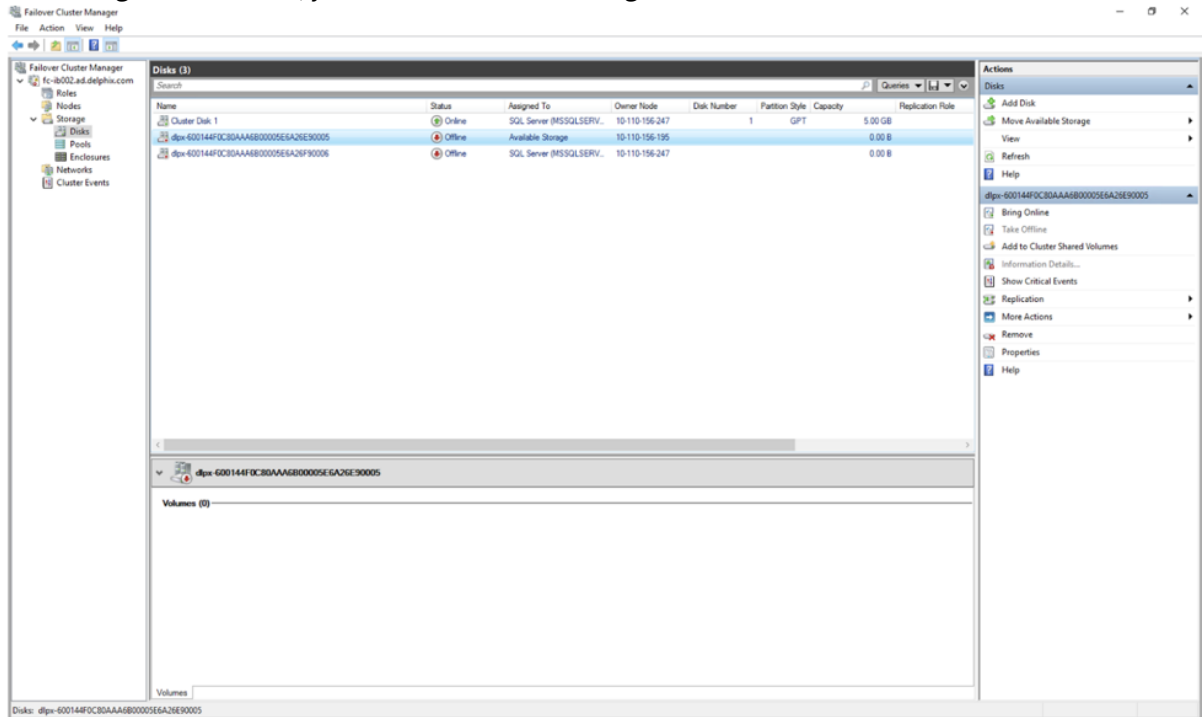 Failover Cluster Manager
File Action View Help
Failover Cluster Manager
fc-ib002.ad.delphix.com
Roles
Nodes
Storage
Disks
Pools
Enclosures
Networks
Cluster Events
Disks (3)
Search
Queries
Name Status Assigned To Owner Node Disk Number Partition Style Capacity Replication Role
Cluster Disk 1 Online SQL Server (MSSQLSERV... 10-110-156-247 1 GPT 5.00 GB
dlpx-600144F0C80AAA6B00005E6A26E90005 Offline Available Storage 10-110-156-195 0.00 B
dlpx-600144F0C80AAA6B00005E6A26F90006 Offline SQL Server (MSSQLSERV... 10-110-156-247 0.00 B
dlpx-600144F0C80AAA6B00005E6A26E90005
Volumes (0)
Volumes
Actions
Disks
Add Disk
Move Available Storage
View
Refresh
Help
dlpx-600144F0C80AAA6B00005E6A26E90005
Bring Online
Take Offline
Add to Cluster Shared Volumes
Information Details...
Show Critical Events
Replication
More Actions
Remove
Properties
Help
Disks: dlpx-600144F0C80AAA6B00005E6A26E90005